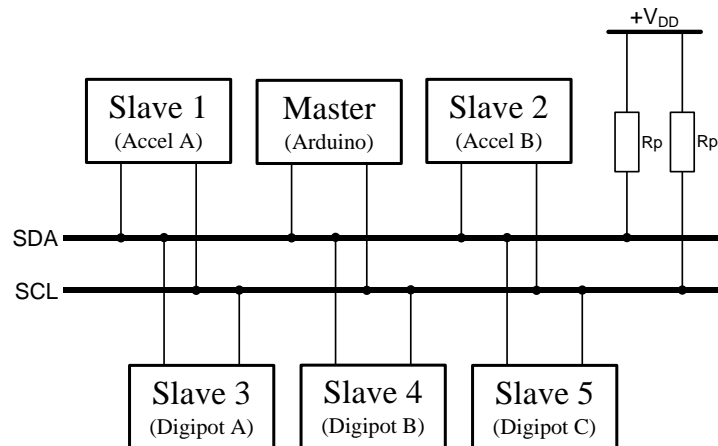 +VDD
Slave 1
(Accel A)
Master
(Arduino)
Slave 2
(Accel B)
Rp
Rp
SDA
SCL
Slave 3
(Digipot A)
Slave 4
(Digipot B)
Slave 5
(Digipot C)